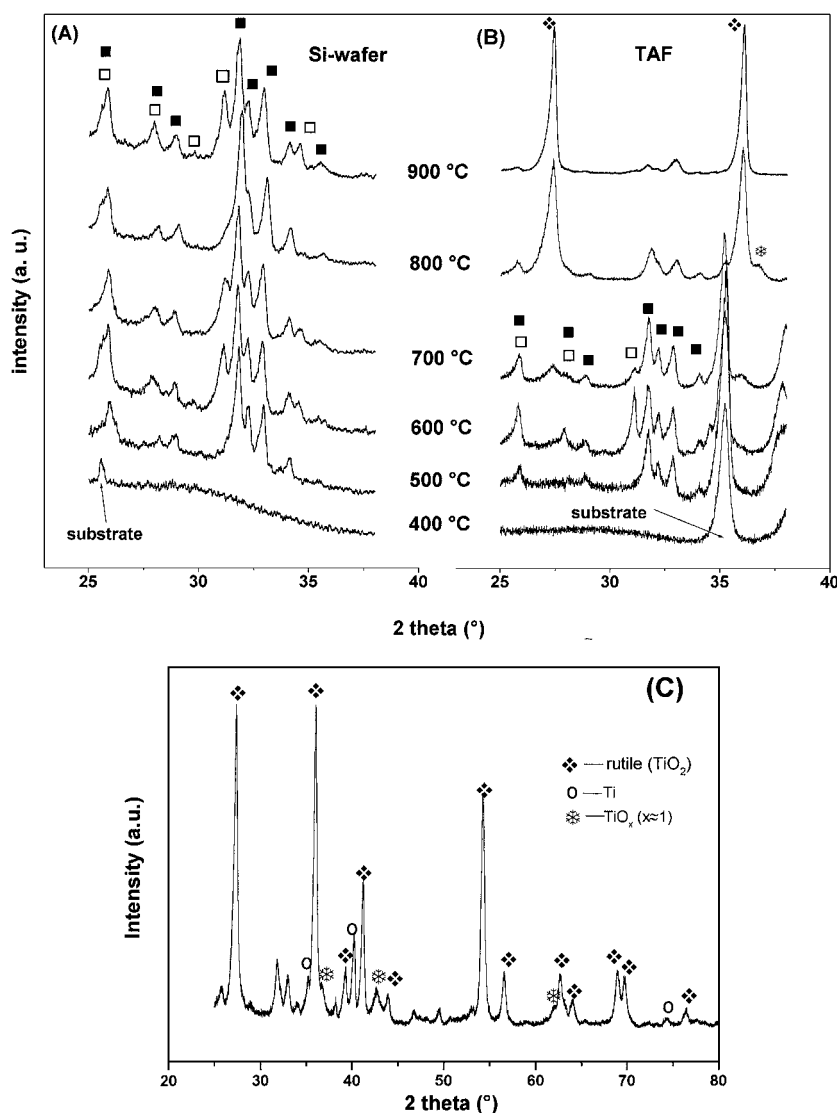 (A)
Si-wafer
(B)
TAF
900 °C
800 °C
700 °C
600 °C
500 °C
400 °C
substrate
substrate
intensity (a. u.)
25 30 35 40
25 30 35 40
2 theta (°)
(C)
rutile (TiO2)
o Ti
TiOx (x≈1)
o
o
o
Intensity (a.u.)
20 30 40 50 60 70 80
2 theta (°)